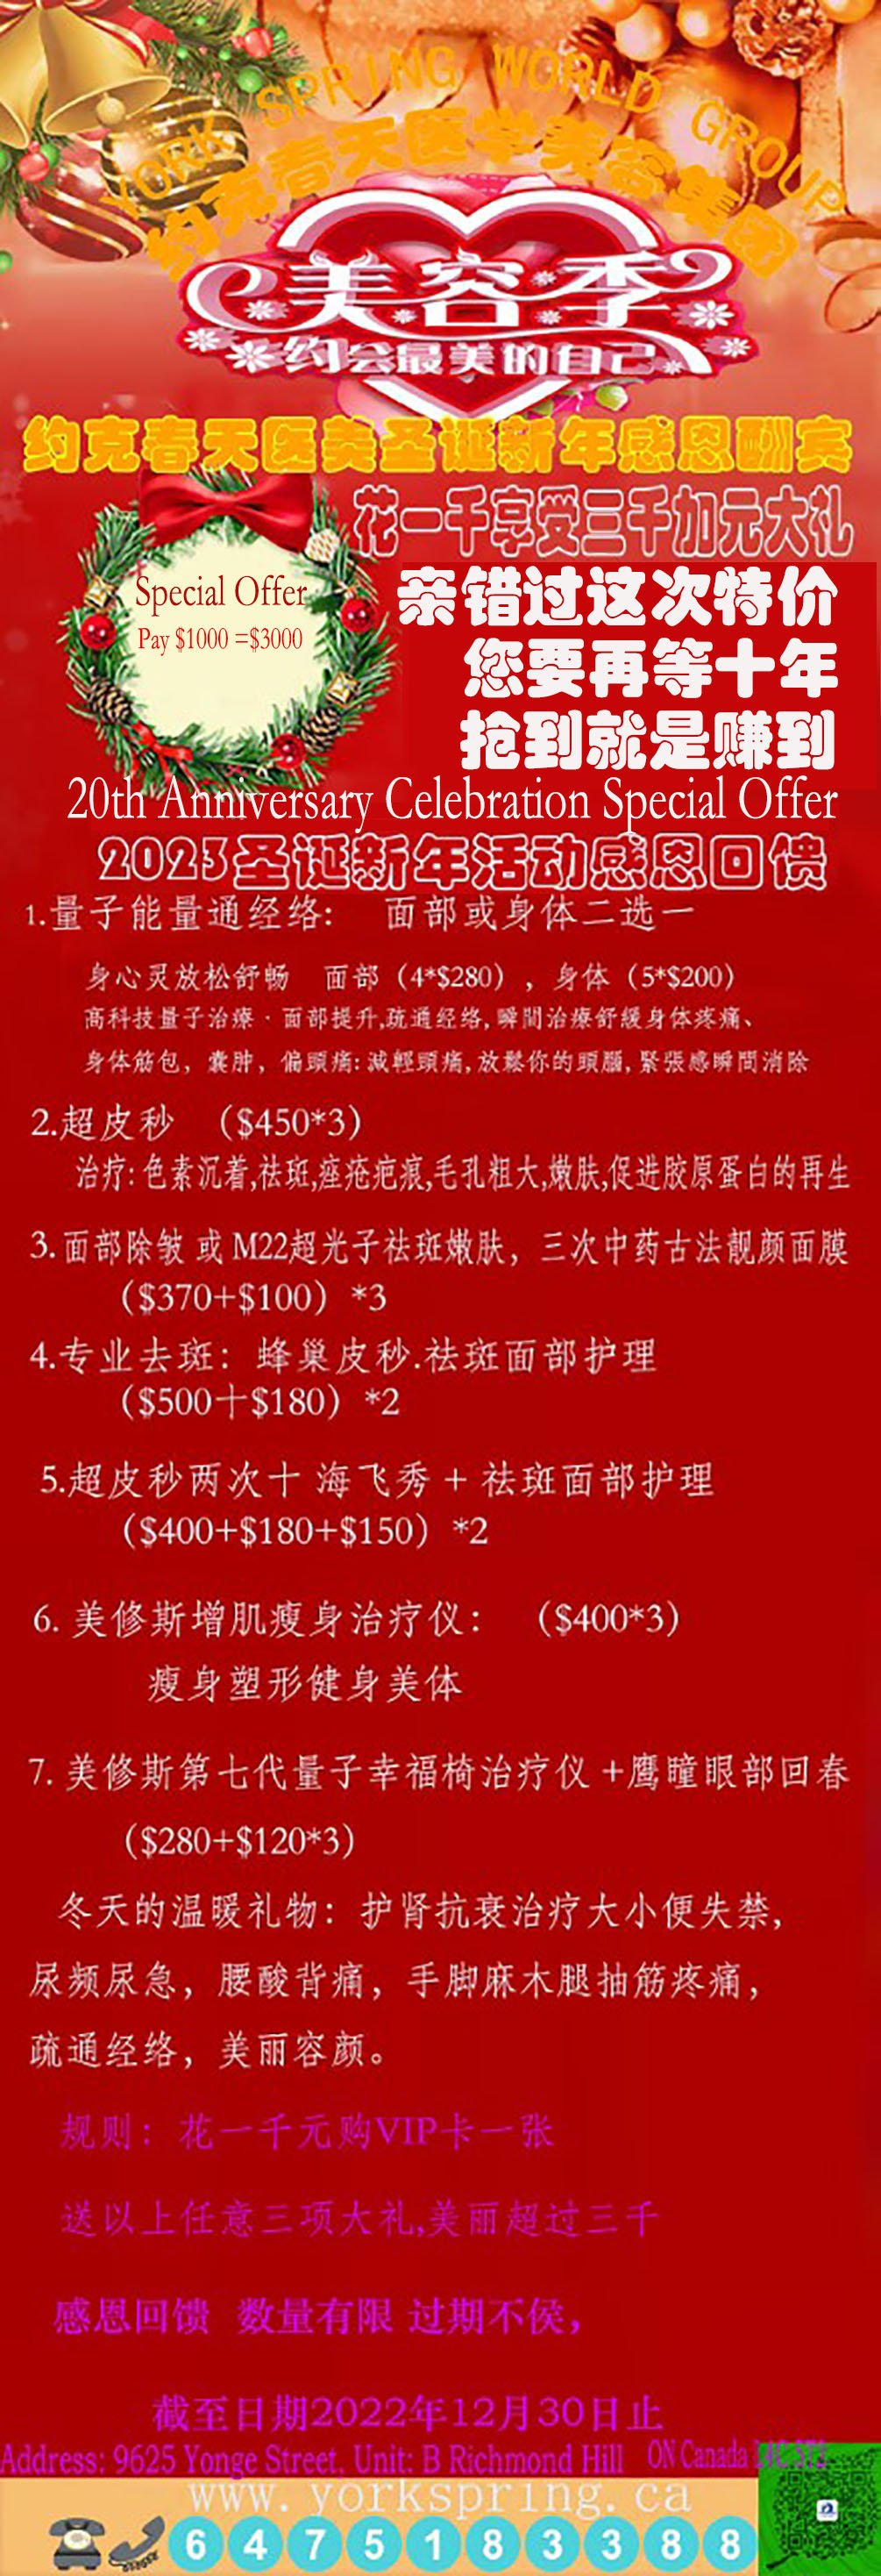 YORK SPRING WORLD GROUP
约克春天医学美容集团
美容季
约会最美的自己
约克春天医美圣诞新年感恩酬宾
花一千享受三千加元大礼
Special Offer
Pay $1000 =$3000
亲错过这次特价
您要再等十年
抢到就是赚到
20th Anniversary Celebration Special Offer
2023圣诞新年活动感恩回馈
1.量子能量通经络: 面部或身体二选一
身心灵放松舒畅 面部（4*$280）, 身体（5*$200）
高科技量子治療·面部提升,疏通经络,瞬間治療舒緩身体疼痛、
身体筋包，囊肿，偏頭痛:減輕頭痛,放鬆你的頭腦,緊張感瞬間消除
2.超皮秒 （$450*3）
治疗:色素沉着,祛斑,痤疮疤痕,毛孔粗大,嫩肤,促进胶原蛋白的再生
3.面部除皱 或 M22超光子祛斑嫩肤，三次中药古法靓颜面膜
（$370+$100）*3
4.专业去斑：蜂巢皮秒.祛斑面部护理
（$500十$180）*2
5.超皮秒两次十 海飞秀 + 祛斑面部护理
（$400+$180+$150）*2
6. 美修斯增肌瘦身治疗仪： （$400*3）
瘦身塑形健身美体
7. 美修斯第七代量子幸福椅治疗仪 +鹰瞳眼部回春
（$280+$120*3）
冬天的温暖礼物：护肾抗衰治疗大小便失禁,
尿频尿急，腰酸背痛，手脚麻木腿抽筋疼痛，
疏通经络，美丽容颜。
规则：花一千元购VIP卡一张
送以上任意三项大礼,美丽超过三千
感恩回馈 数量有限 过期不侯，
截至日期2022年12月30日止
Address: 9625 Yonge Street, Unit: B Richmond Hill ON Canada
www.yorkspring.ca
6475183388